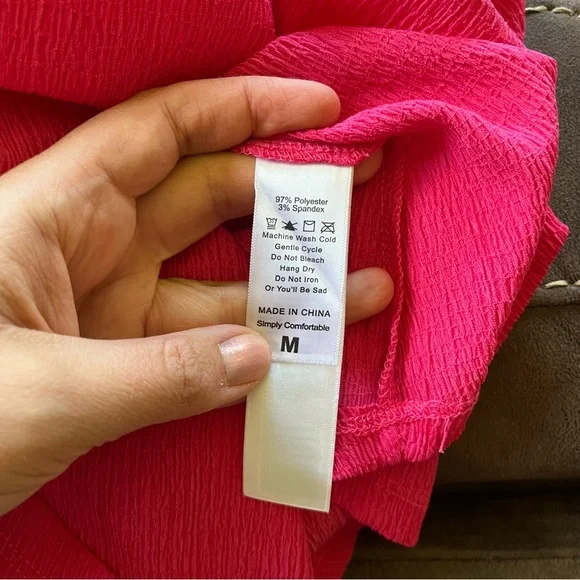 97% Polyester
3% Spandex
Machine Wash Cold
Gentle Cycle
Do Not Bleach
Hang Dry
Do Not Iron
Or You'll Be Sad
MADE IN CHINA
Simply Comfortable
M